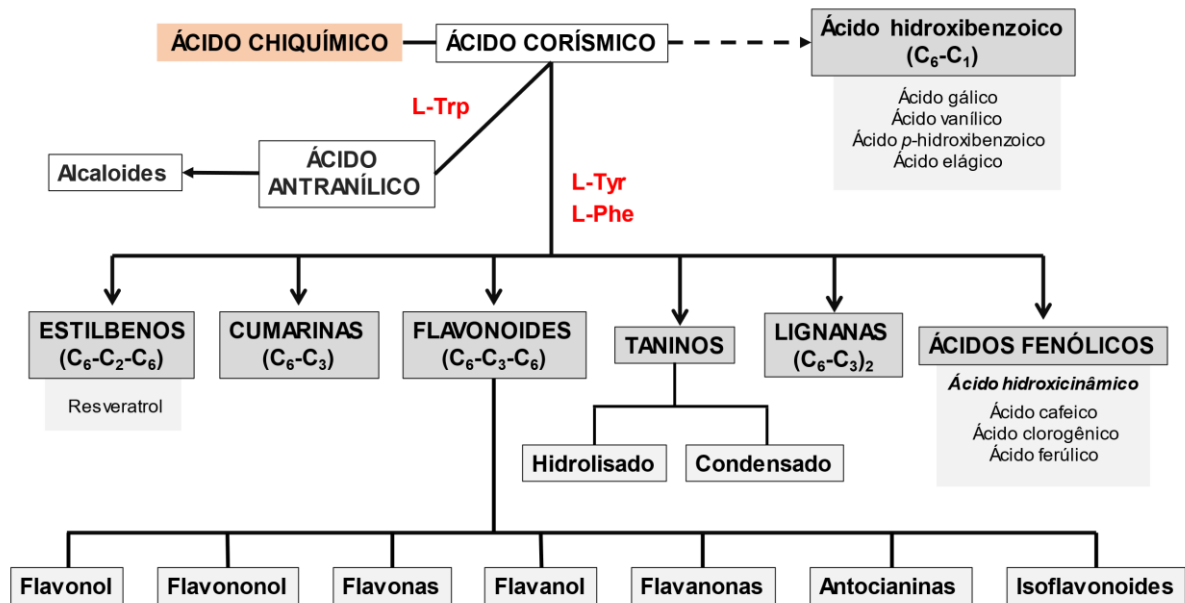 ÁCIDO CHIQUÍMICO
ÁCIDO CORÍSMICO
Ácido hidroxibenzoico
(C₆-C₁)
Ácido gálico
Ácido vanílico
Ácido p-hidroxibenzoico
Ácido elágico
L-Trp
Alcaloides
ÁCIDO
ANTRANÍLICO
L-Tyr
L-Phe
ESTILBENOS
(C₆-C₂-C₆)
Resveratrol
CUMARINAS
(C₆-C₃)
FLAVONOIDES
(C₆-C₃-C₆)
TANINOS
LIGNANAS
(C₆-C₃)₂
ÁCIDOS FENÓLICOS
Ácido hidroxicinâmico
Ácido cafeico
Ácido clorogênico
Ácido ferúlico
Hidrolisado
Condensado
Flavonol
Flavononol
Flavonas
Flavanol
Flavanonas
Antocianinas
Isoflavonoides